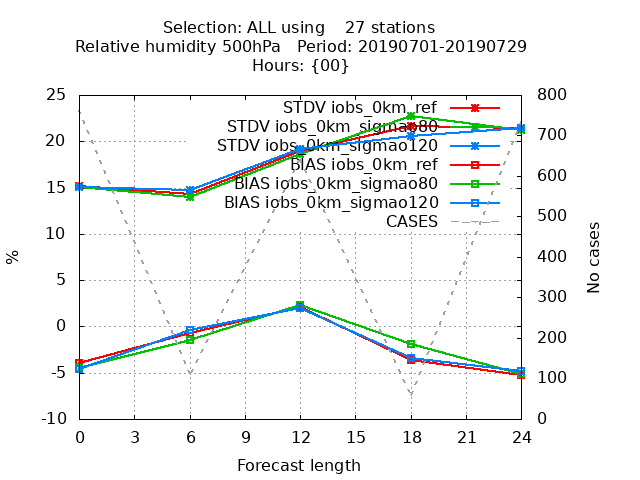 Selection: ALL using    27 stations
Relative humidity 500hPa   Period: 20190701-20190729
Hours: {00}
25
20
15
10
5
0
-5
-10
%
STDV iobs_0km_ref
STDV iobs_0km_sigmao80
STDV iobs_0km_sigmao120
BIAS iobs_0km_ref
BIAS iobs_0km_sigmao80
BIAS iobs_0km_sigmao120
CASES
800
700
600
500
400
300
200
100
0
No cases
0 3 6 9 12 15 18 21 24
Forecast length